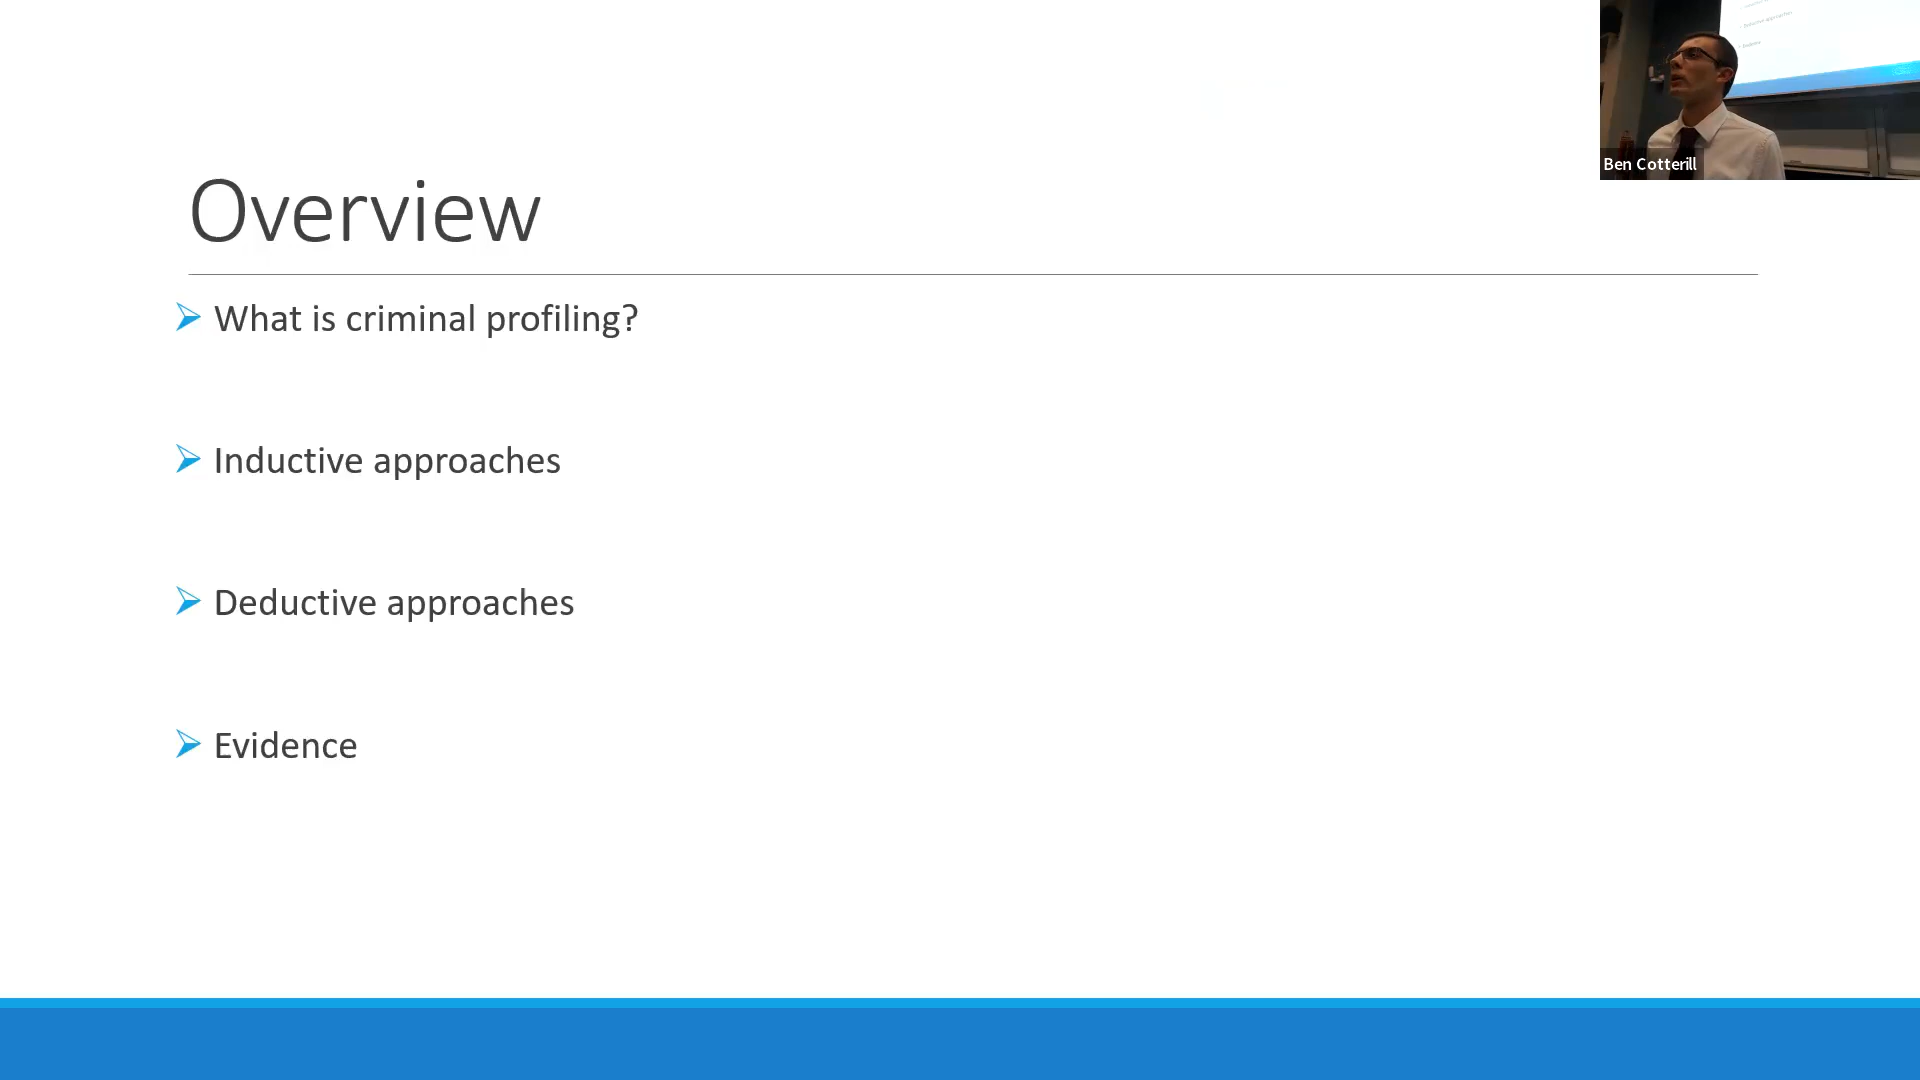 Overview
What is criminal profiling?
Inductive approaches
Deductive approaches
Evidence
Ben Cotterill